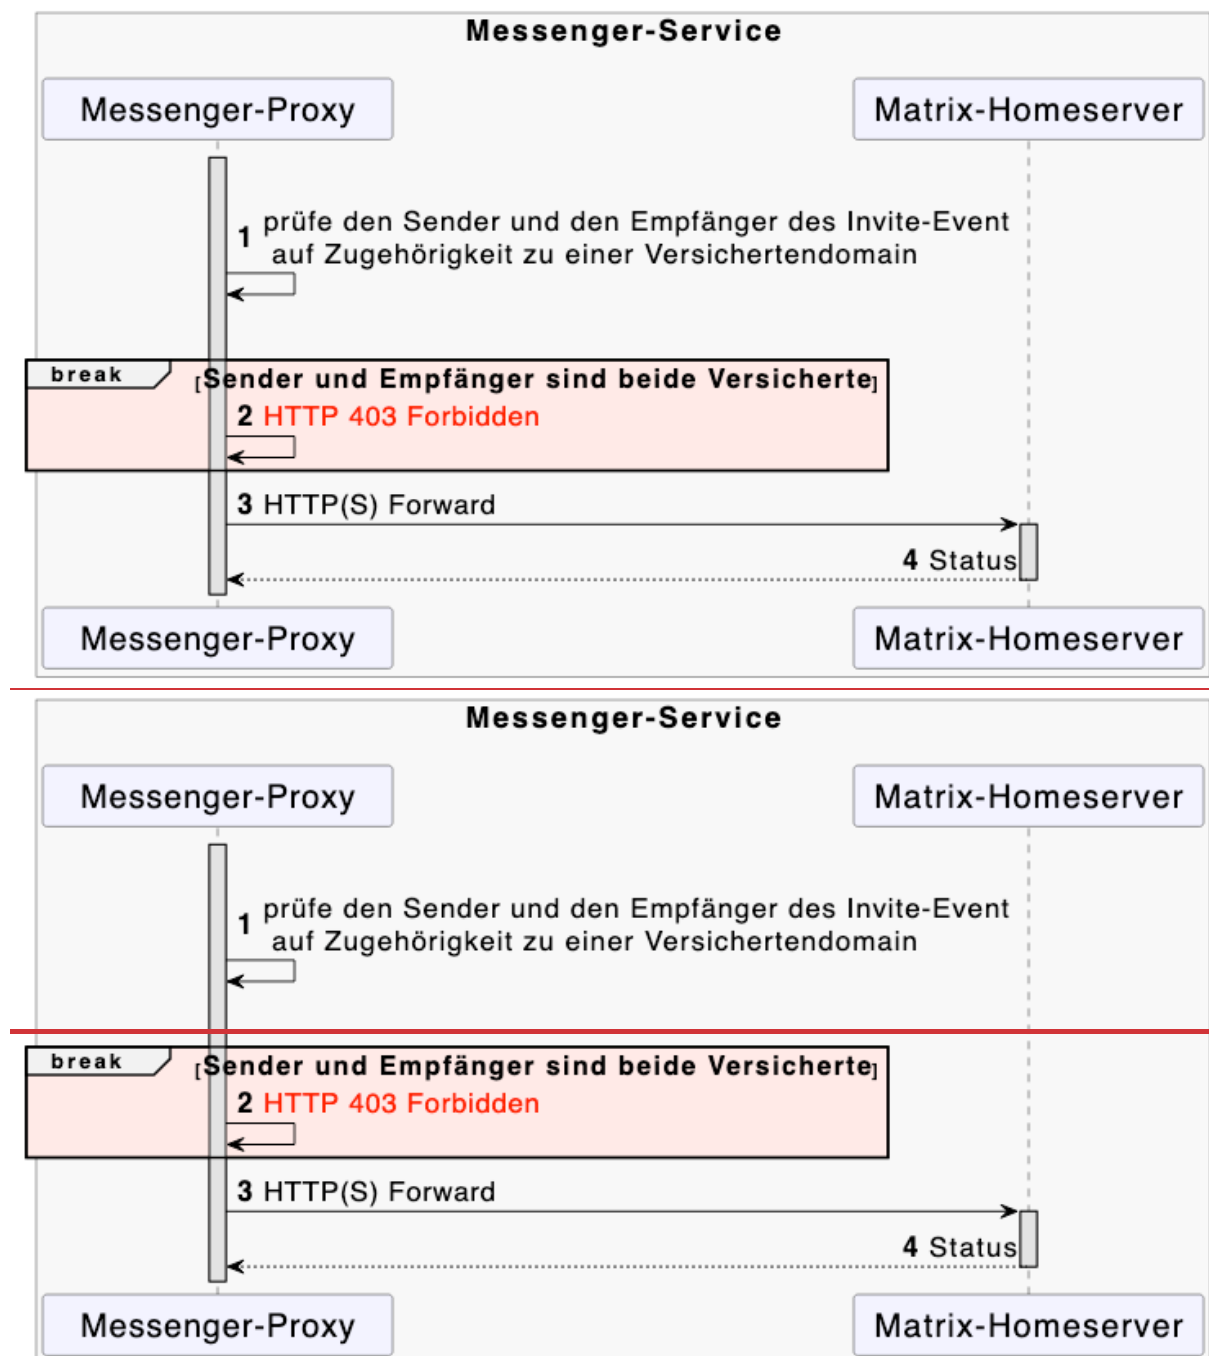 Messenger-Service
Messenger-Proxy Matrix-Homeserver
1 prüfe den Sender und den Empfänger des Invite-Event
auf Zugehörigkeit zu einer Versichertendomain
break [Sender und Empfänger sind beide Versicherte]
2 HTTP 403 Forbidden
3 HTTP(S) Forward
4 Status
Messenger-Proxy Matrix-Homeserver
Messenger-Service
Messenger-Proxy Matrix-Homeserver
1 prüfe den Sender und den Empfänger des Invite-Event
auf Zugehörigkeit zu einer Versichertendomain
break [Sender und Empfänger sind beide Versicherte]
2 HTTP 403 Forbidden
3 HTTP(S) Forward
4 Status
Messenger-Proxy Matrix-Homeserver